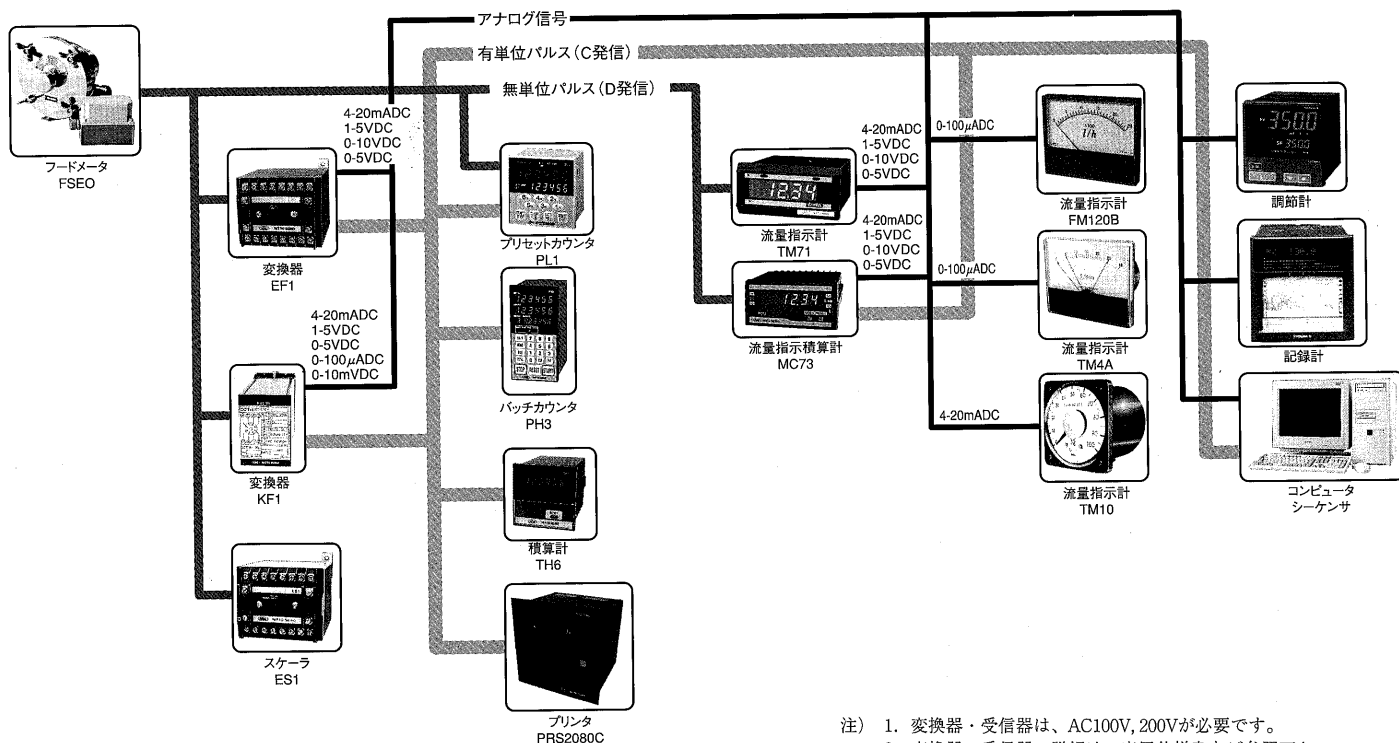 アナログ信号
有単位パルス(C発信)
無単位パルス(D発信)
フードメータ
FSEO
4-20mADC
1-5VDC
0-10VDC
0-5VDC
変換器
EF1
4-20mADC
1-5VDC
0-5VDC
0-100μADC
0-10mVDC
変換器
KF1
スケーラ
ES1
プリセットカウンタ
PL1
バッチカウンタ
PH3
積算計
TH6
プリンタ
PRS2080C
流量指示計
TM71
4-20mADC
1-5VDC
0-10VDC
0-5VDC
流量指示積算計
MC73
4-20mADC
1-5VDC
0-10VDC
0-5VDC
0-100μADC
流量指示計
FM120B
0-100μADC
流量指示計
TM4A
4-20mADC
流量指示計
TM10
調節計
記録計
コンピュータ
シーケンサ
注) 1. 変換器・受信器は、AC100V, 200Vが必要です。